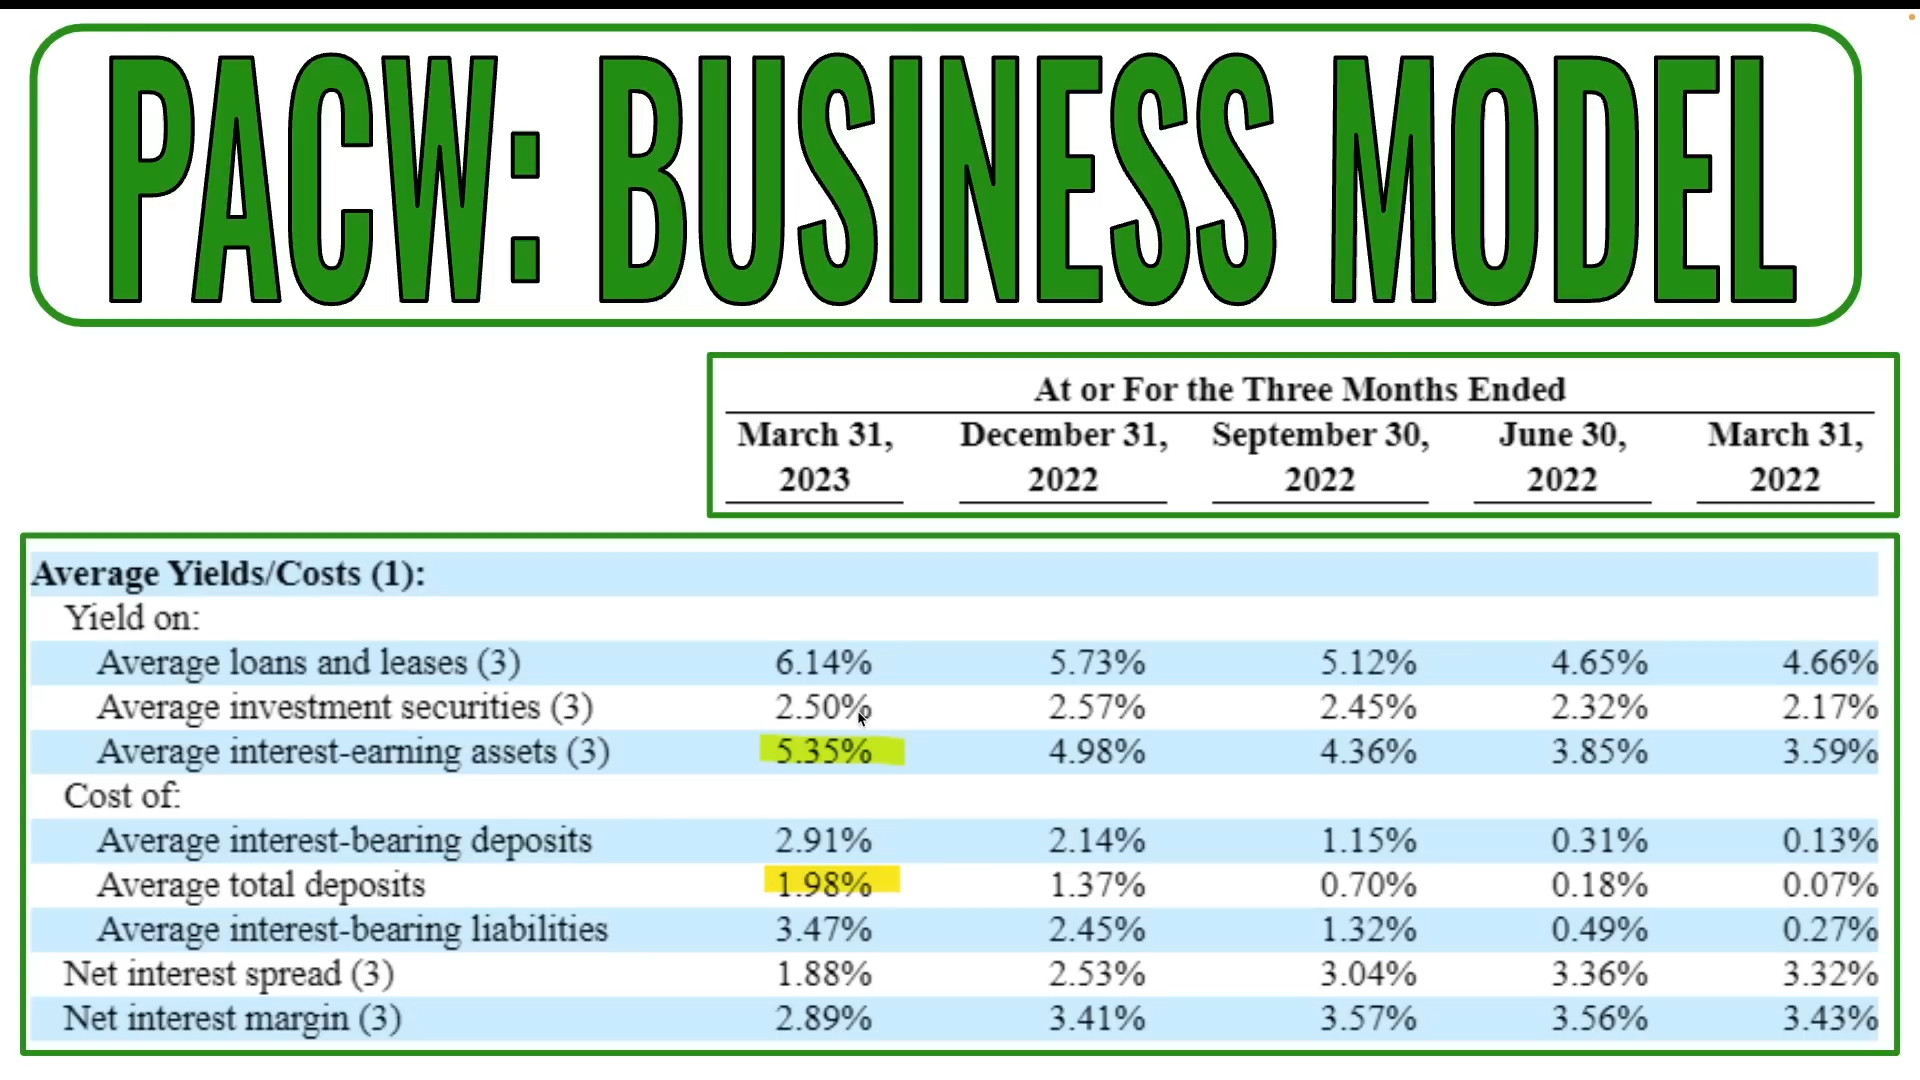 PACW: BUSINESS MODEL
At or For the Three Months Ended
March 31, December 31, September 30, June 30, March 31,
2023 2022 2022 2022 2022
Average Yields/Costs (1):
Yield on:
Average loans and leases (3) 6.14% 5.73% 5.12% 4.65% 4.66%
Average investment securities (3) 2.50% 2.57% 2.45% 2.32% 2.17%
Average interest-earning assets (3) 5.35% 4.98% 4.36% 3.85% 3.59%
Cost of:
Average interest-bearing deposits 2.91% 2.14% 1.15% 0.31% 0.13%
Average total deposits 1.98% 1.37% 0.70% 0.18% 0.07%
Average interest-bearing liabilities 3.47% 2.45% 1.32% 0.49% 0.27%
Net interest spread (3) 1.88% 2.53% 3.04% 3.36% 3.32%
Net interest margin (3) 2.89% 3.41% 3.57% 3.56% 3.43%